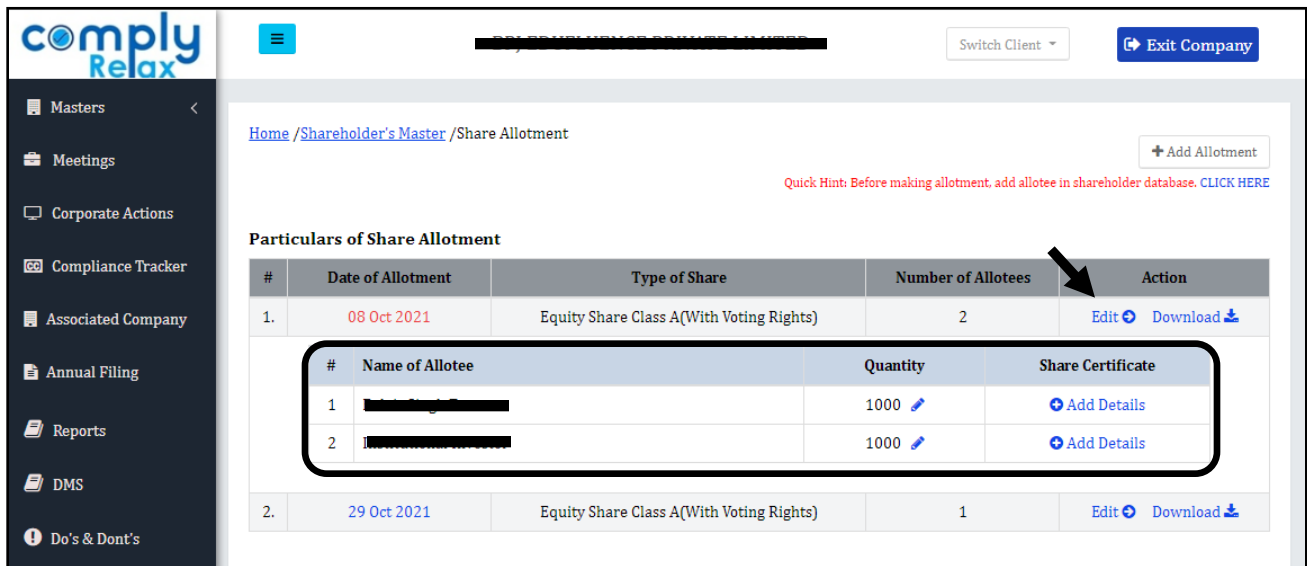 comply
Relax
Switch Client
Exit Company
Masters
Meetings
Corporate Actions
Compliance Tracker
Associated Company
Annual Filing
Reports
DMS
Do's & Dont's
Home /Shareholder's Master /Share Allotment
+ Add Allotment
Quick Hint: Before making allotment, add allotee in shareholder database. CLICK HERE
Particulars of Share Allotment
# Date of Allotment Type of Share Number of Allotees Action
1. 08 Oct 2021 Equity Share Class A(With Voting Rights) 2 Edit Download
# Name of Allotee Quantity Share Certificate
1 1000 Add Details
2 1000 Add Details
2. 29 Oct 2021 Equity Share Class A(With Voting Rights) 1 Edit Download